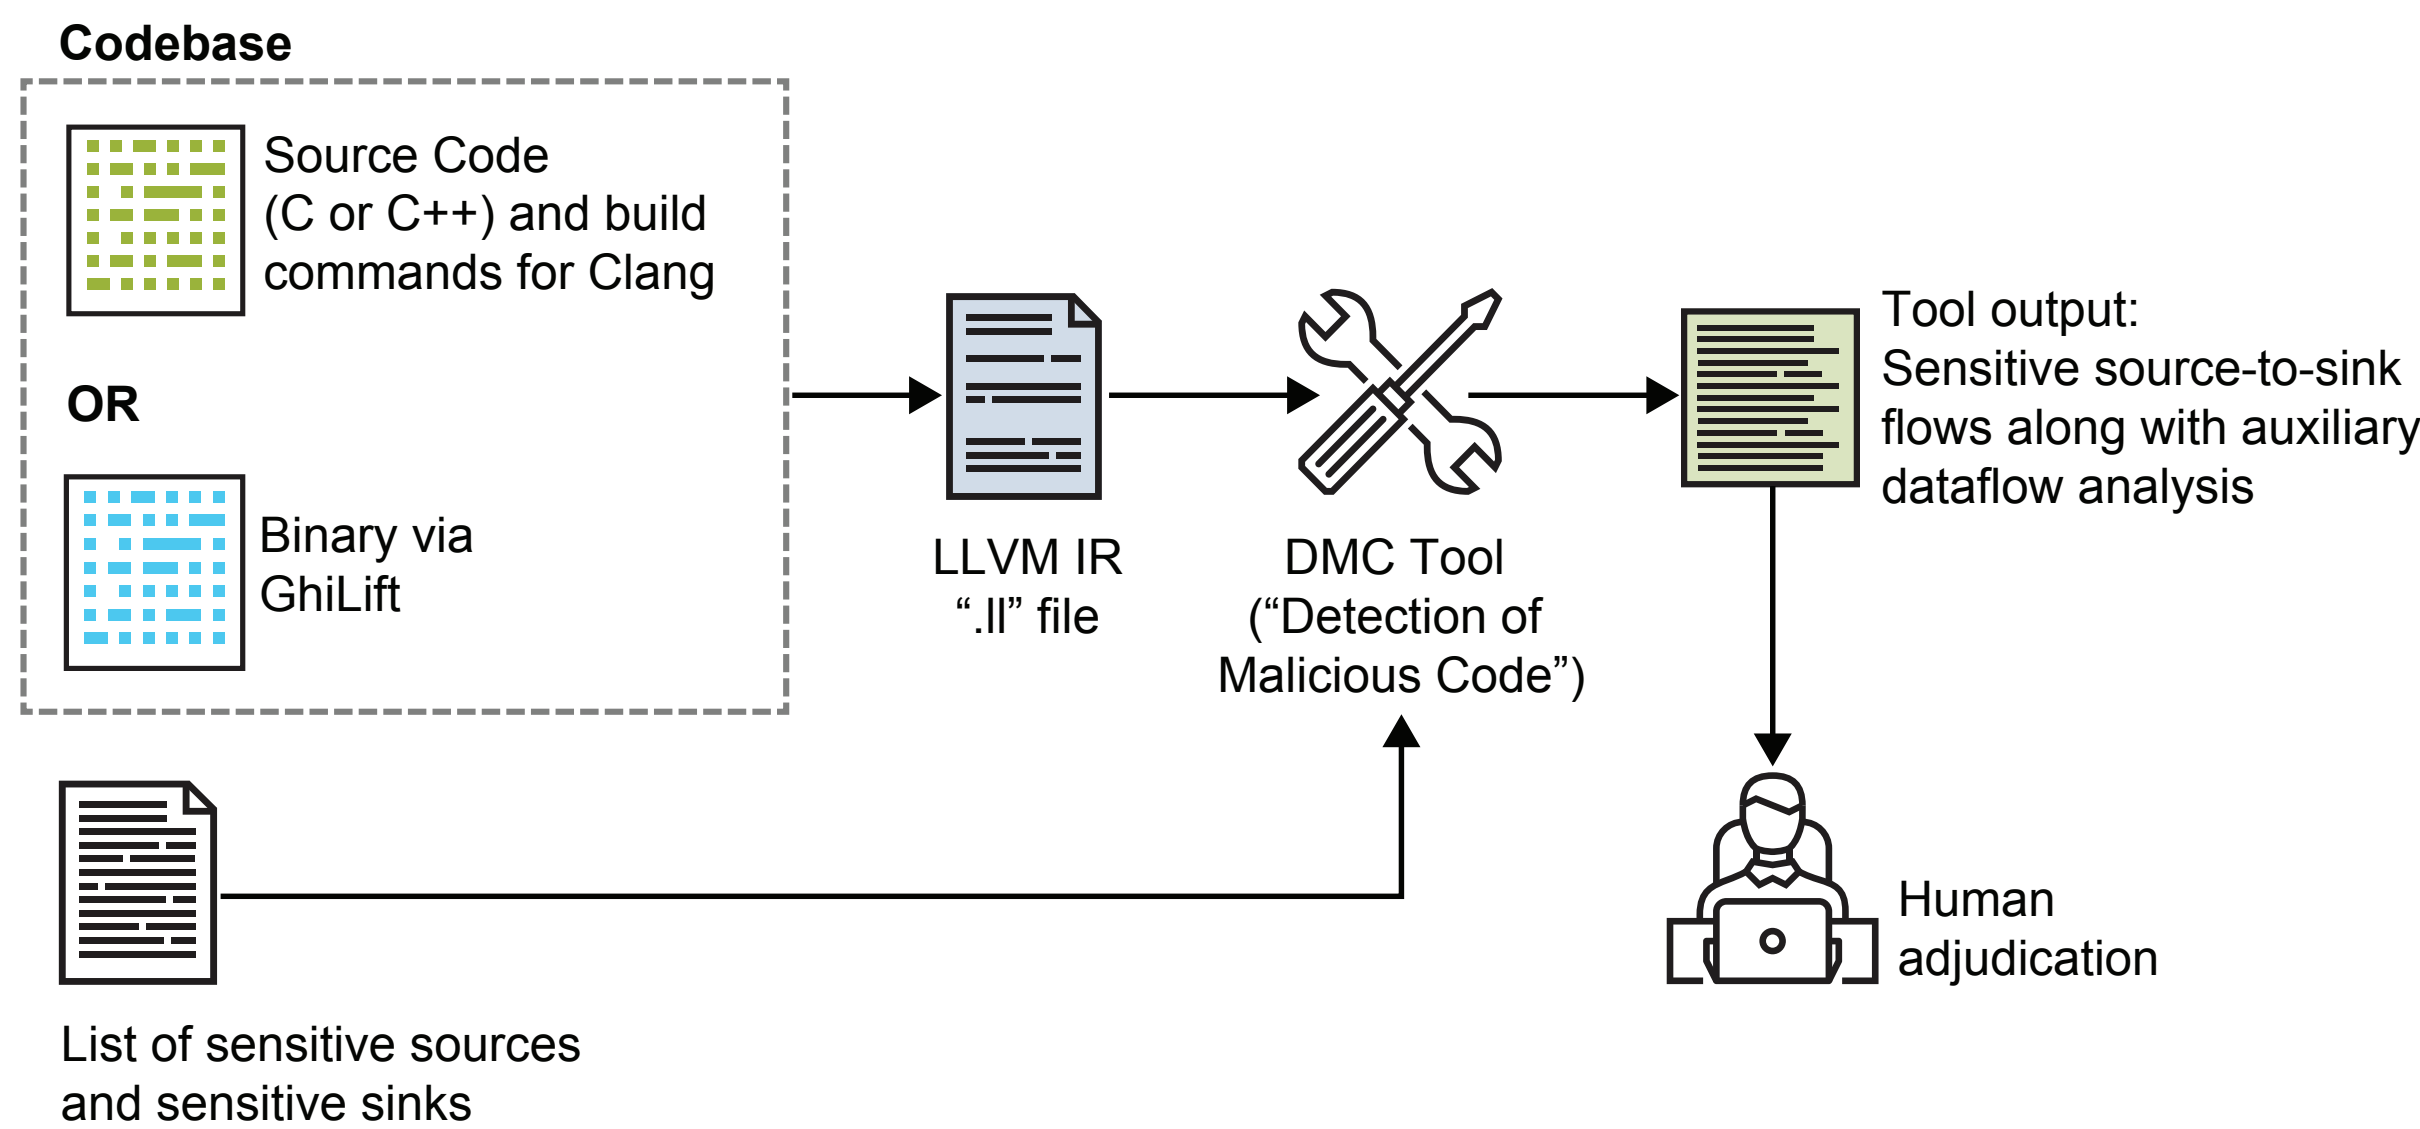 Codebase
Source Code
(C or C++) and build
commands for Clang
OR
Binary via
GhiLift
LLVM IR
“.ll” file
DMC Tool
(“Detection of
Malicious Code”)
Tool output:
Sensitive source-to-sink
flows along with auxiliary
dataflow analysis
Human
adjudication
List of sensitive sources
and sensitive sinks